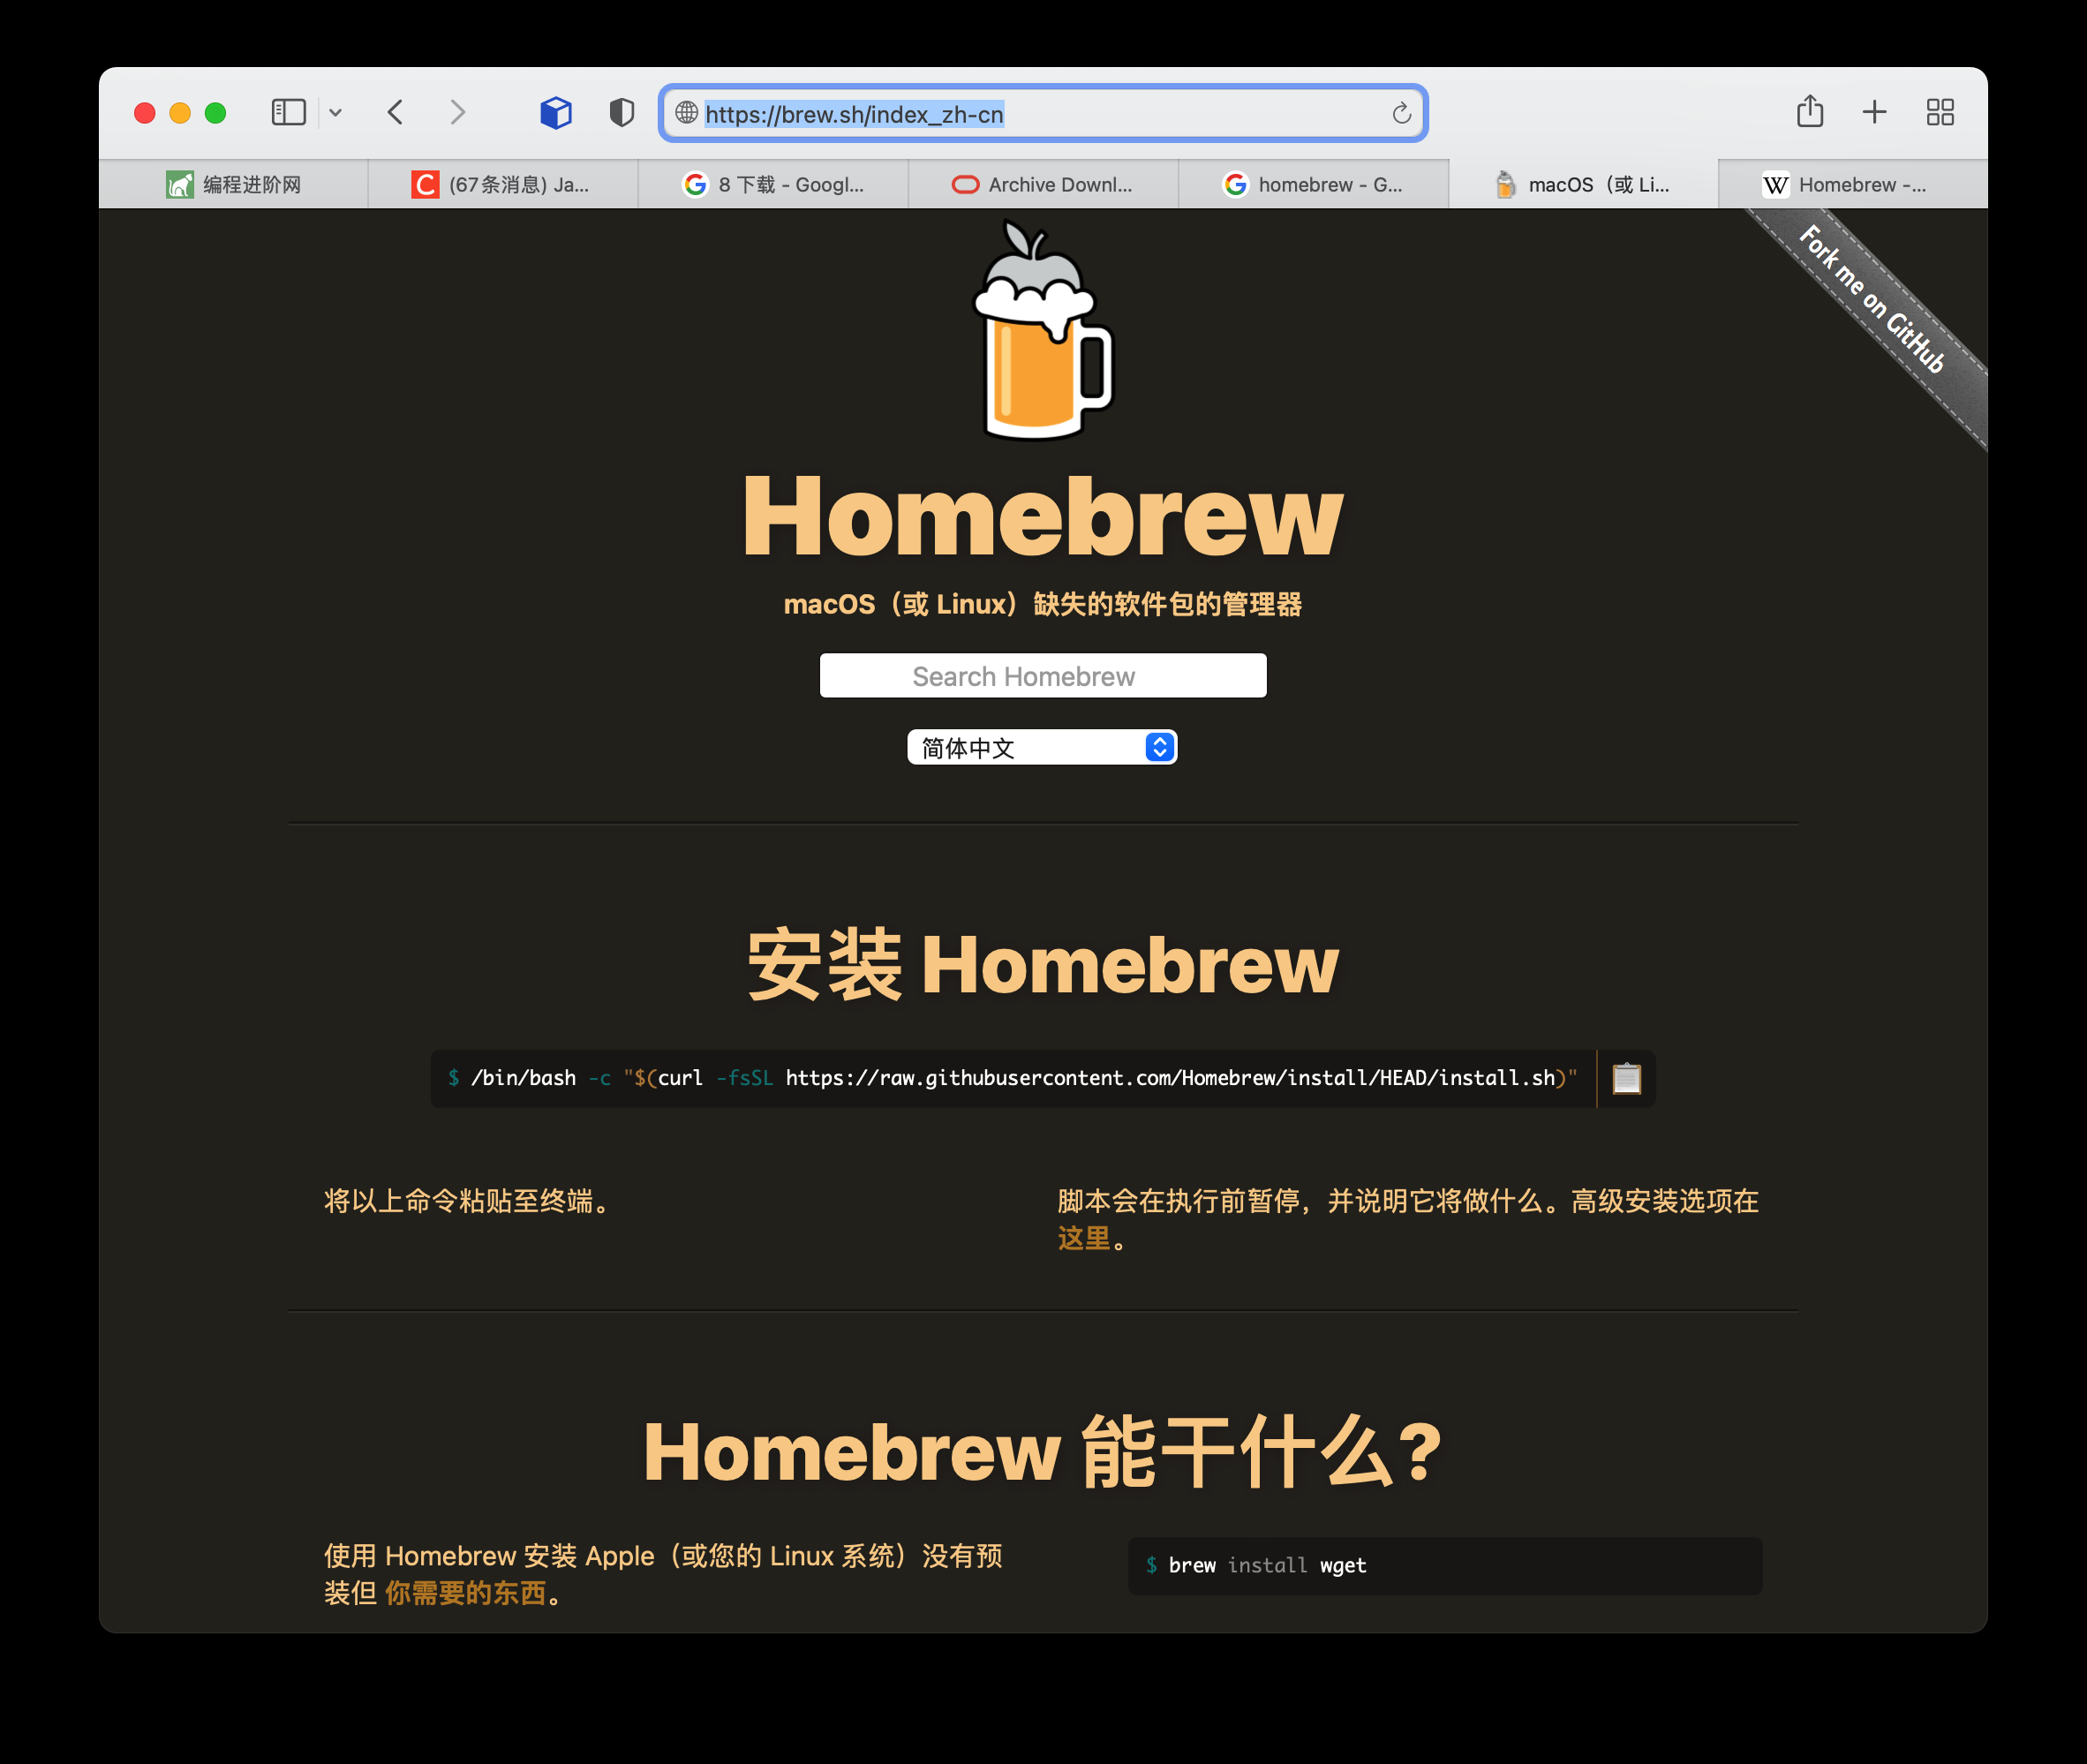 https://brew.sh/index_zh-cn
编程进阶网
(67条消息) Ja...
8 下载 - Googl...
Archive Downl...
homebrew - G...
macOS（或 Li...
Homebrew -...
Fork me on GitHub
Homebrew
macOS（或 Linux）缺失的软件包的管理器
Search Homebrew
简体中文
安装 Homebrew
$ /bin/bash -c "$(curl -fsSL https://raw.githubusercontent.com/Homebrew/install/HEAD/install.sh)"
将以上命令粘贴至终端。
脚本会在执行前暂停，并说明它将做什么。高级安装选项在
这里。
Homebrew 能干什么?
使用 Homebrew 安装 Apple（或您的 Linux 系统）没有预
装但 你需要的东西。
$ brew install wget